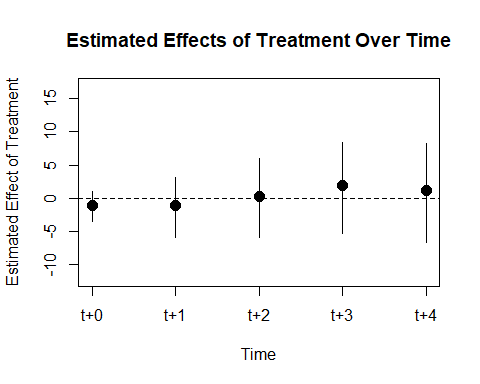 Estimated Effects of Treatment Over Time
Estimated Effect of Treatment
15
10
5
0
-5
-10
t+0 t+1 t+2 t+3 t+4
Time